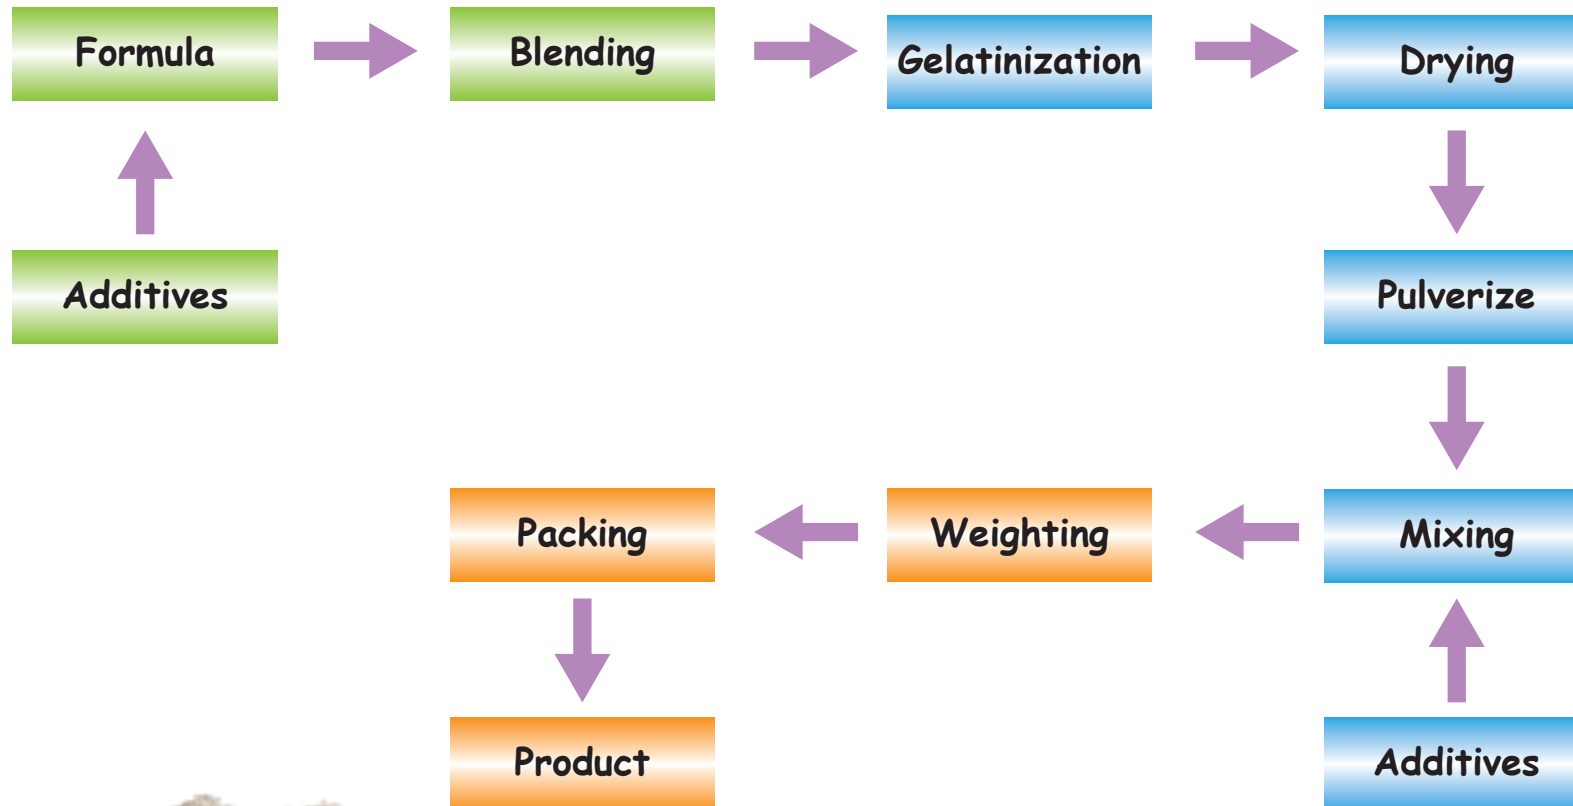 Formula
Blending
Gelatinization
Drying
Additives
Pulverize
Packing
Weighting
Mixing
Product
Additives